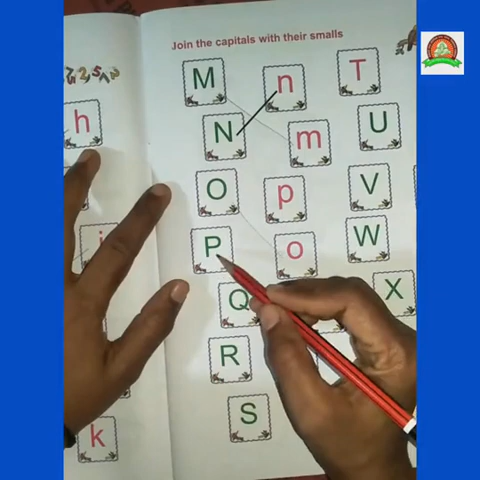 Join the capitals with their smalls
M n T
h
N m U
O p V
P o W
Q X
R
S
k